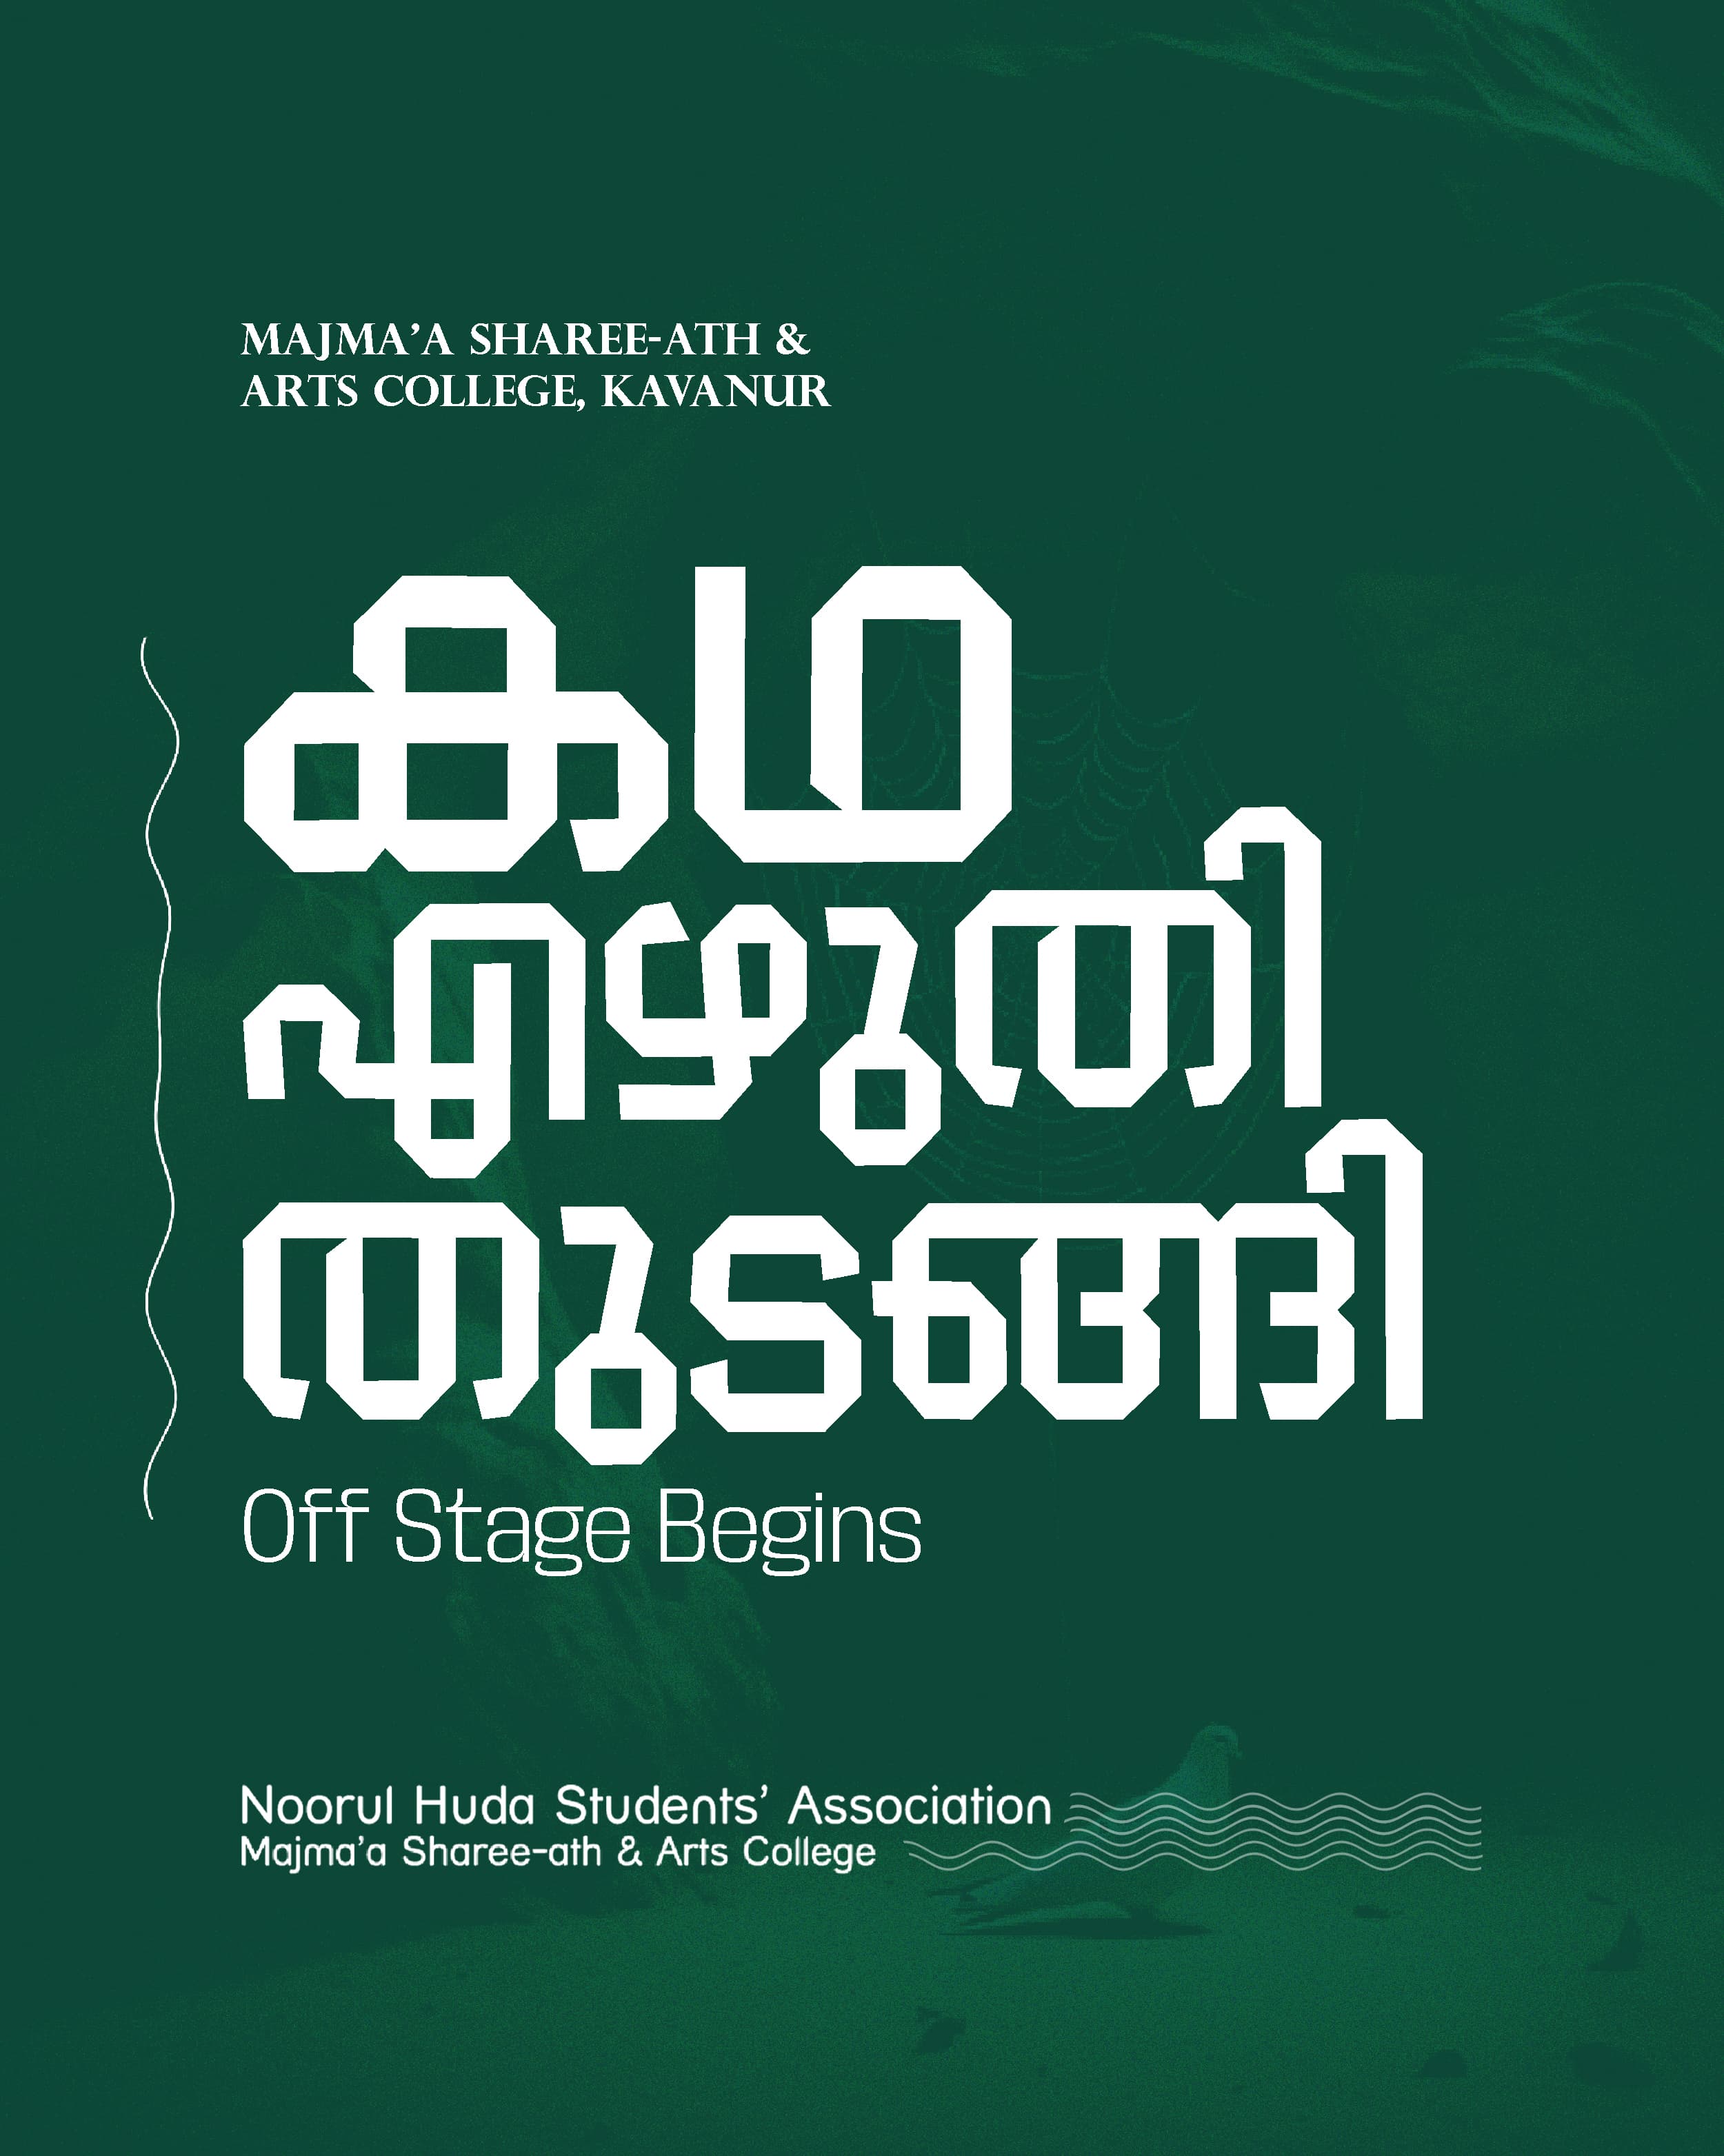 MAJMA'A SHAREE-ATH &
ARTS COLLEGE, KAVANUR
കഥ
എഴുതി
തുടങ്ങി
Off Stage Begins
Noorul Huda Students' Association
Majma'a Sharee-ath & Arts College